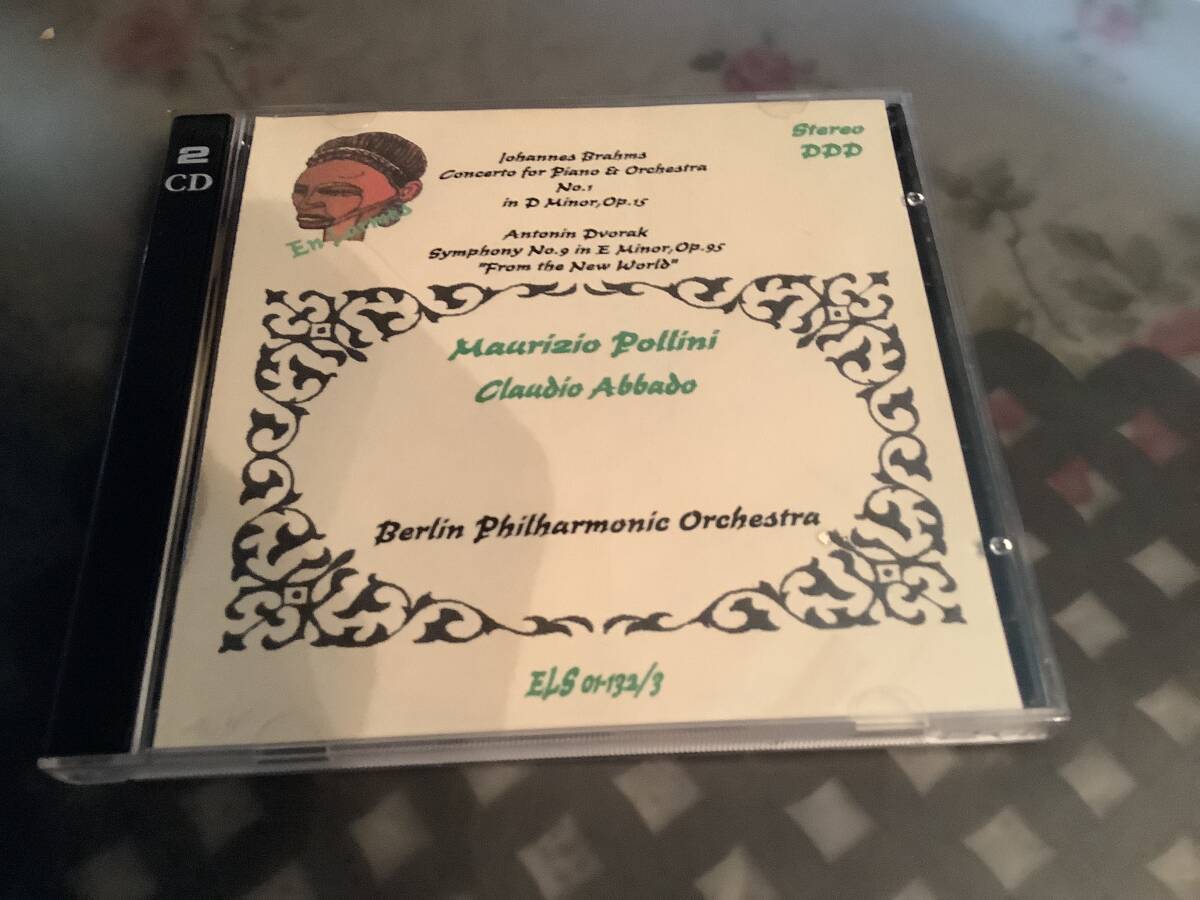 2
CD
En
Stereo
DDD
Johannes Brahms
Concerto for Piano & Orchestra
No.1
in D Minor,Op.15
Antonin Dvorak
Symphony No.9 in E Minor,Op.95
"From the New World"
Maurizio Pollini
Claudio Abbado
Berlin Philharmonic Orchestra
ELS 01-132/3